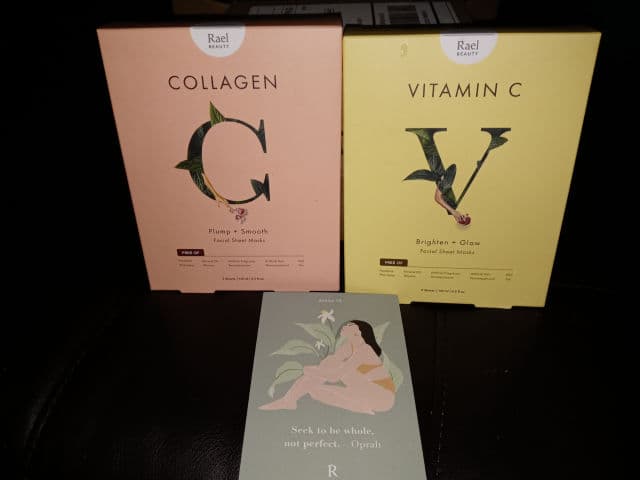 Rael
BEAUTY
COLLAGEN
Plump + Smooth
Facial Sheet Masks
FREE OF
Rael
BEAUTY
VITAMIN C
Brighten + Glow
Facial Sheet Masks
FREE OF
Seek to be whole,
not perfect. - Oprah
R